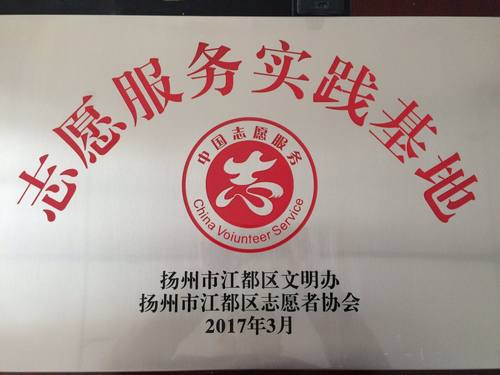 志愿服务实践基地
中国志愿服务
志
China Volunteer Service
扬州市江都区文明办
扬州市江都区志愿者协会
2017年3月